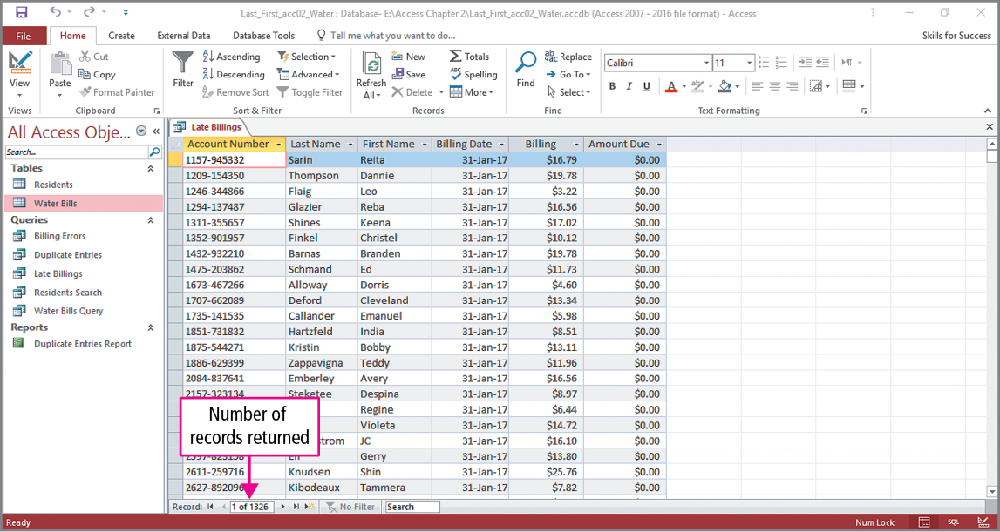 Last_First_acc02_Water : Database- E:\Access Chapter 2\Last_First_acc02_Water.accdb (Access 2007 - 2016 file format) - Access
File Home Create External Data Database Tools Tell me what you want to do... Skills for Success
View
Views
Paste
Cut
Copy
Format Painter
Clipboard
Filter
Ascending
Descending
Remove Sort
Selection
Advanced
Toggle Filter
Sort & Filter
Refresh
All
New
Save
Delete
Totals
Spelling
More
Records
Find
Replace
Go To
Select
Find
Calibri 11
B I U A
Text Formatting
All Access Obje...
Search...
Tables
Residents
Water Bills
Queries
Billing Errors
Duplicate Entries
Late Billings
Residents Search
Water Bills Query
Reports
Duplicate Entries Report
Late Billings
Account Number Last Name First Name Billing Date Billing Amount Due
1157-945332 Sarin Reita 31-Jan-17 $16.79 $0.00
1209-154350 Thompson Dannie 31-Jan-17 $19.78 $0.00
1246-344866 Flaig Leo 31-Jan-17 $3.22 $0.00
1294-137487 Glazier Reba 31-Jan-17 $16.56 $0.00
1311-355657 Shines Keena 31-Jan-17 $17.02 $0.00
1352-901957 Finkel Christel 31-Jan-17 $10.12 $0.00
1432-932210 Barnas Branden 31-Jan-17 $19.78 $0.00
1475-203862 Schmand Ed 31-Jan-17 $11.73 $0.00
1673-467266 Alloway Dorris 31-Jan-17 $4.60 $0.00
1707-662089 Deford Cleveland 31-Jan-17 $13.34 $0.00
1735-141535 Callander Emanuel 31-Jan-17 $5.98 $0.00
1851-731832 Hartzfeld India 31-Jan-17 $8.51 $0.00
1875-544271 Kristin Bobby 31-Jan-17 $13.11 $0.00
1886-629399 Zappavigna Teddy 31-Jan-17 $11.96 $0.00
2084-837641 Emberley Avery 31-Jan-17 $16.56 $0.00
2157-323134 Steketee Despina 31-Jan-17 $8.97 $0.00
Regine 31-Jan-17 $6.44 $0.00
Violeta 31-Jan-17 $14.72 $0.00
strom JC 31-Jan-17 $16.10 $0.00
Gerry 31-Jan-17 $13.80 $0.00
2611-259716 Knudsen Shin 31-Jan-17 $25.76 $0.00
2627-892096 Kibodeaux Tammera 31-Jan-17 $7.82 $0.00
Number of
records returned
Record: 1 of 1326 No Filter Search
Ready Num Lock SQL